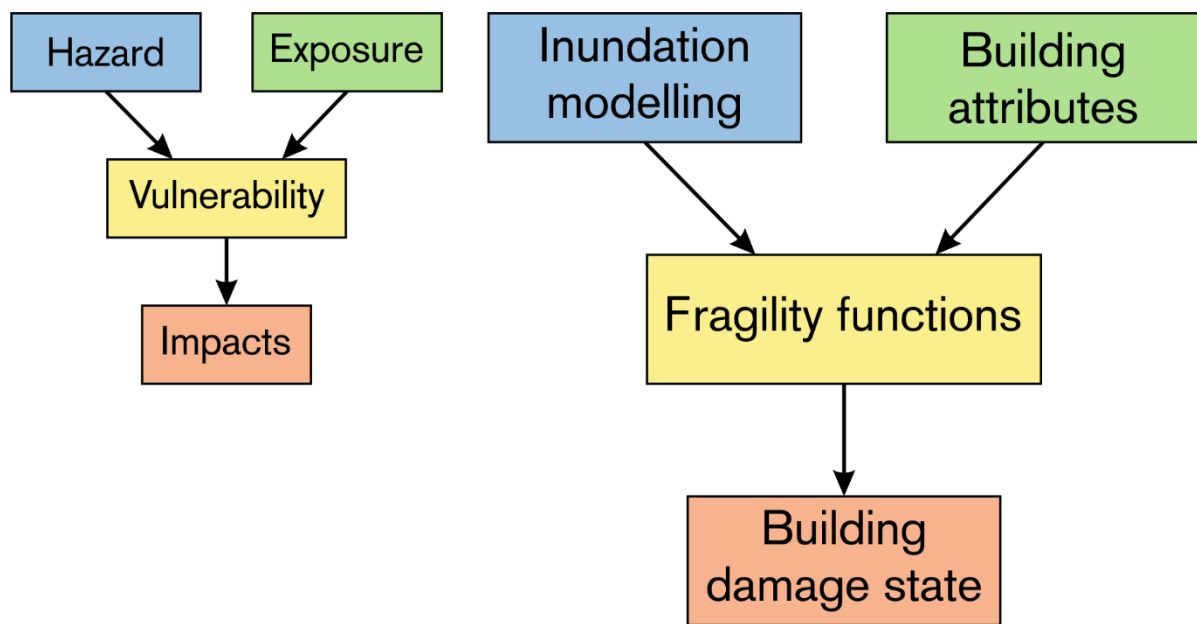 Hazard
Exposure
Vulnerability
Impacts
Inundation
modelling
Building
attributes
Fragility functions
Building
damage state